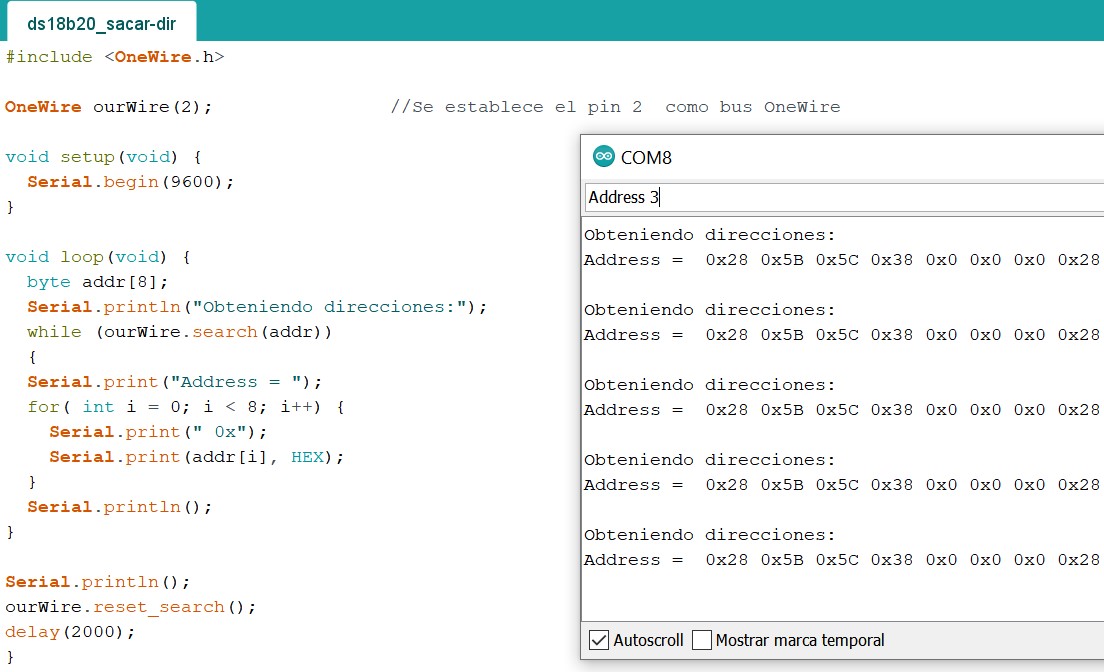 ds18b20_sacar-dir
#include <OneWire.h>
OneWire ourWire(2);                //Se establece el pin 2  como bus OneWire
void setup(void) {
  Serial.begin(9600);
}
void loop(void) {
  byte addr[8];
  Serial.println("Obteniendo direcciones:");
  while (ourWire.search(addr))
  {
  Serial.print("Address = ");
  for( int i = 0; i < 8; i++) {
    Serial.print(" 0x");
    Serial.print(addr[i], HEX);
  }
  Serial.println();
}
Serial.println();
ourWire.reset_search();
delay(2000);
}
COM8
Address 3
Obteniendo direcciones:
Address =  0x28 0x5B 0x5C 0x38 0x0 0x0 0x0 0x28
Obteniendo direcciones:
Address =  0x28 0x5B 0x5C 0x38 0x0 0x0 0x0 0x28
Obteniendo direcciones:
Address =  0x28 0x5B 0x5C 0x38 0x0 0x0 0x0 0x28
Obteniendo direcciones:
Address =  0x28 0x5B 0x5C 0x38 0x0 0x0 0x0 0x28
Obteniendo direcciones:
Address =  0x28 0x5B 0x5C 0x38 0x0 0x0 0x0 0x28
Autoscroll Mostrar marca temporal